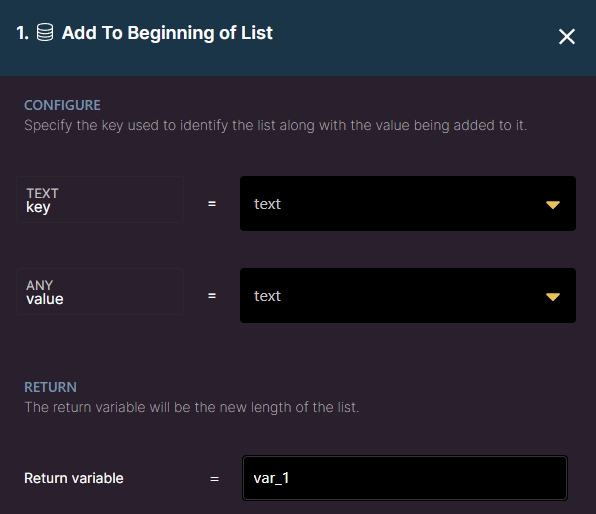 1. Add To Beginning of List
CONFIGURE
Specify the key used to identify the list along with the value being added to it.
TEXT
key
=
text
ANY
value
=
text
RETURN
The return variable will be the new length of the list.
Return variable
=
var_1